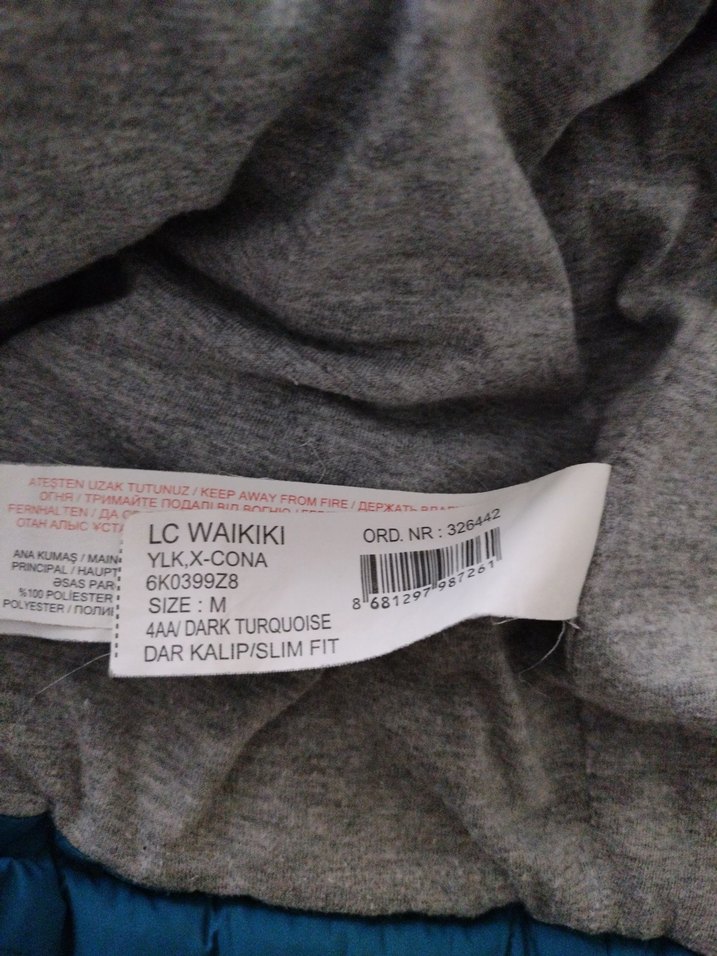 ATEŞTEN UZAK TUTUNUZ / KEEP AWAY FROM FIRE / ДЕРЖАТЬ
ОГНЯ / ТРИМАЙТЕ ПОДАЛІ ВІД ВОГНЮ
FERNHALTEN / ДА
ОТАН АЛЫС
ANA KUMAŞ / MAIN
PRINCIPAL / HAUPT
ƏSAS PAR
%100 POLİESTER
POLYESTER / ПОЛИ
LC WAIKIKI
YLK,X-CONA
6K0399Z8
SIZE : M
4AA/ DARK TURQUOISE
DAR KALIP/SLIM FIT
ORD. NR : 326442
8 681297 987261